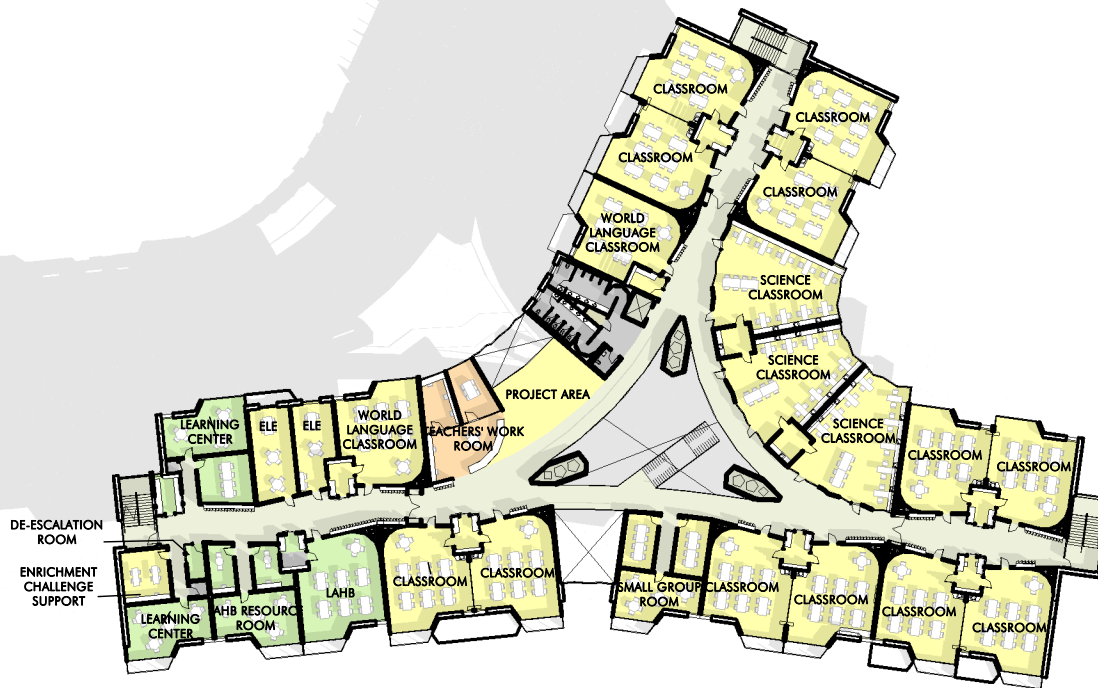 CLASSROOM
CLASSROOM
CLASSROOM
CLASSROOM
WORLD
LANGUAGE
CLASSROOM
SCIENCE
CLASSROOM
SCIENCE
CLASSROOM
SCIENCE
CLASSROOM
PROJECT AREA
LEARNING
CENTER
ELE
ELE
WORLD
LANGUAGE
CLASSROOM
TEACHERS' WORK
ROOM
CLASSROOM
CLASSROOM
DE-ESCALATION
ROOM
ENRICHMENT
CHALLENGE
SUPPORT
LEARNING
CENTER
LAHB RESOURCE
ROOM
LAHB
CLASSROOM
CLASSROOM
SMALL GROUP
ROOM
CLASSROOM
CLASSROOM
CLASSROOM
CLASSROOM